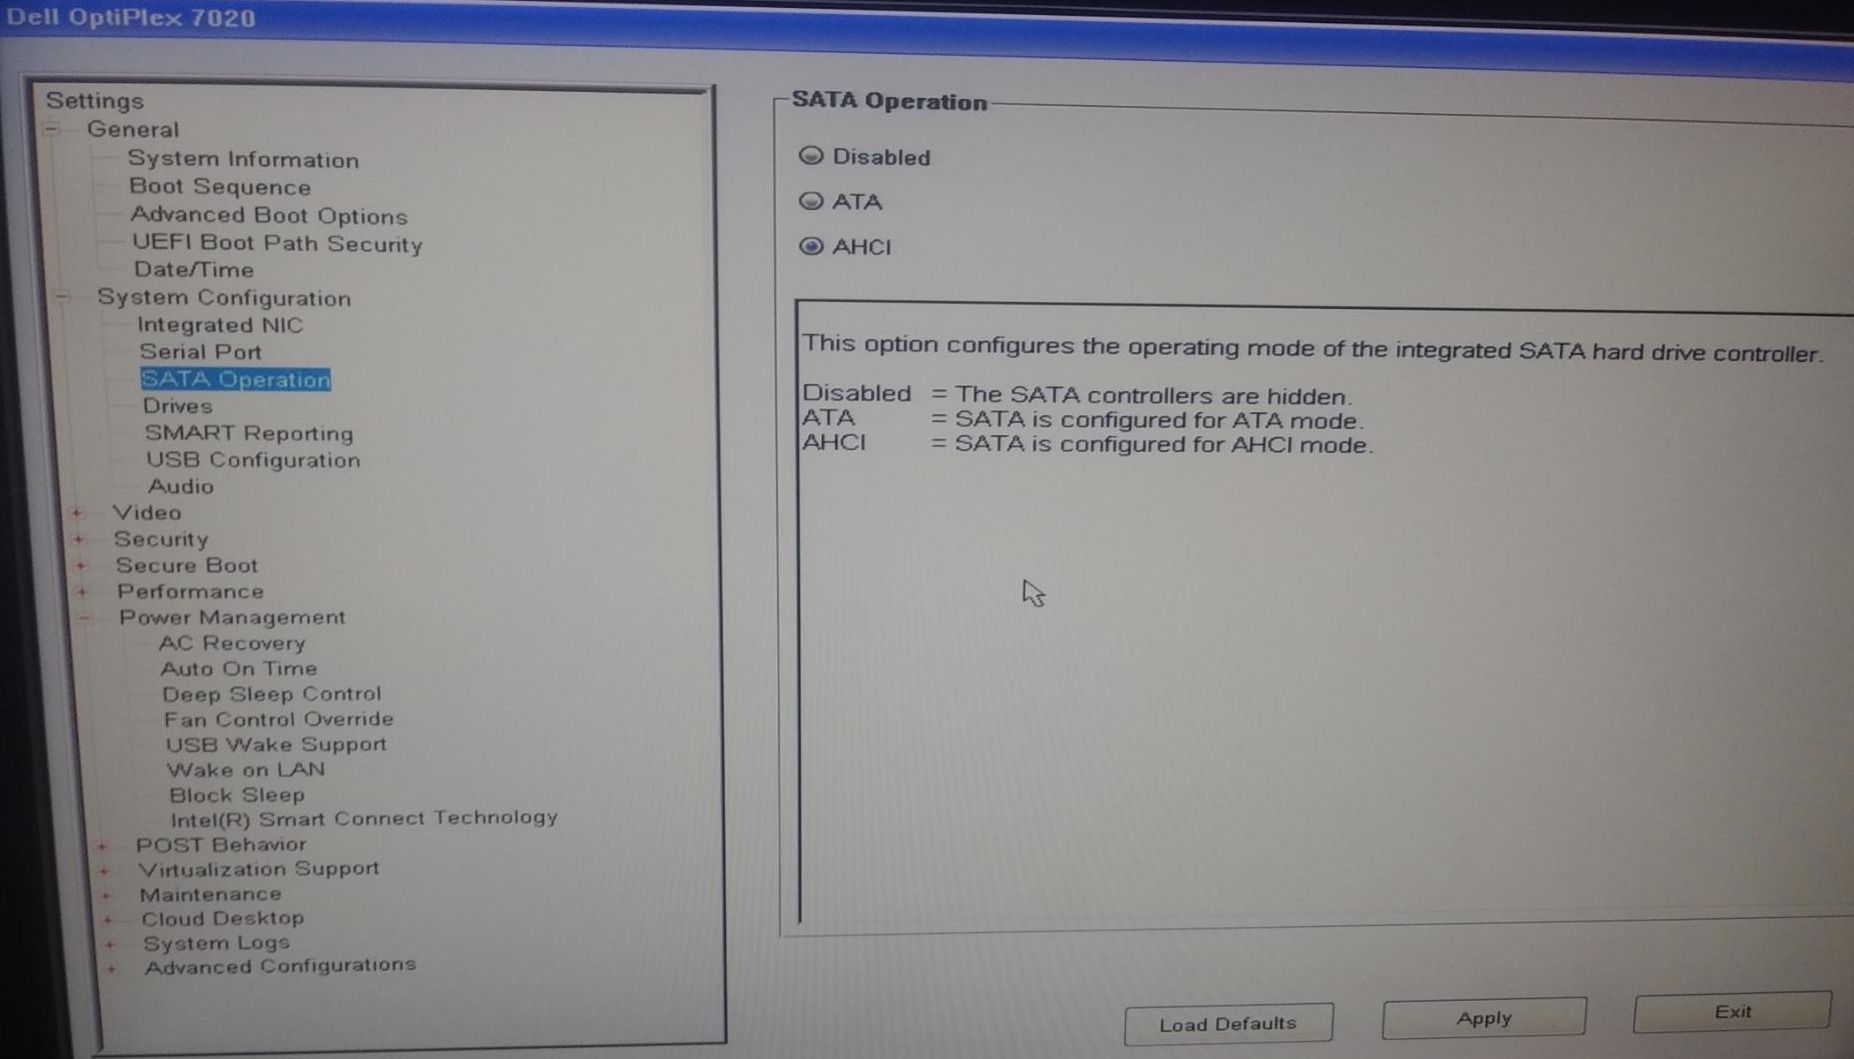 Dell OptiPlex 7020
Settings
General
System Information
Boot Sequence
Advanced Boot Options
UEFI Boot Path Security
Date/Time
System Configuration
Integrated NIC
Serial Port
SATA Operation
Drives
SMART Reporting
USB Configuration
Audio
Video
Security
Secure Boot
Performance
Power Management
AC Recovery
Auto On Time
Deep Sleep Control
Fan Control Override
USB Wake Support
Wake on LAN
Block Sleep
Intel(R) Smart Connect Technology
POST Behavior
Virtualization Support
Maintenance
Cloud Desktop
System Logs
Advanced Configurations
SATA Operation
Disabled
ATA
AHCI
This option configures the operating mode of the integrated SATA hard drive controller.
Disabled = The SATA controllers are hidden.
ATA = SATA is configured for ATA mode.
AHCI = SATA is configured for AHCI mode.
Load Defaults
Apply
Exit